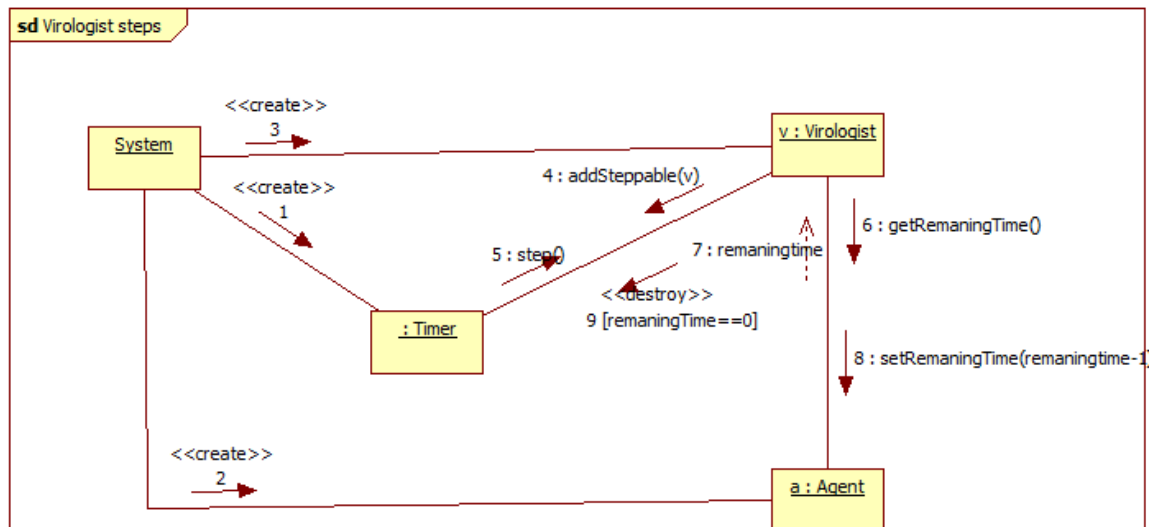 sd Virologist steps
<<create>>
3
System
v : Virologist
4 : addSteppable(v)
<<create>>
1
6 : getRemaningTime()
5 : step()
7 : remaningtime
<<destroy>>
9 [remaningTime==0]
: Timer
8 : setRemaningTime(remaningtime-1)
<<create>>
2
a : Agent